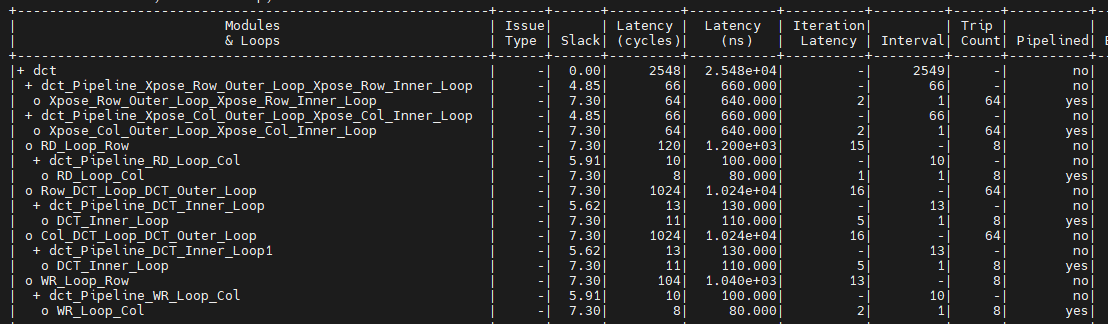 +-----------------------------------------------------------+------+------+---------+-----------+----------+---------+------+----------+
|                          Modules                          | Issue|      | Latency |  Latency  | Iteration|         | Trip |          |
|                          & Loops                          | Type | Slack| (cycles)|    (ns)   |  Latency | Interval| Count| Pipelined|
+-----------------------------------------------------------+------+------+---------+-----------+----------+---------+------+----------+
|+ dct                                                      |     -|  0.00|     2548|  2.548e+04|         -|     2549|     -|        no|
| + dct_Pipeline_Xpose_Row_Outer_Loop_Xpose_Row_Inner_Loop  |     -|  4.85|       66|    660.000|         -|       66|     -|        no|
|  o Xpose_Row_Outer_Loop_Xpose_Row_Inner_Loop              |     -|  7.30|       64|    640.000|         2|        1|    64|       yes|
| + dct_Pipeline_Xpose_Col_Outer_Loop_Xpose_Col_Inner_Loop  |     -|  4.85|       66|    660.000|         -|       66|     -|        no|
|  o Xpose_Col_Outer_Loop_Xpose_Col_Inner_Loop              |     -|  7.30|       64|    640.000|         2|        1|    64|       yes|
| o RD_Loop_Row                                             |     -|  7.30|      120|  1.200e+03|        15|        -|     8|        no|
|  + dct_Pipeline_RD_Loop_Col                               |     -|  5.91|       10|    100.000|         -|       10|     -|        no|
|   o RD_Loop_Col                                           |     -|  7.30|        8|     80.000|         1|        1|     8|       yes|
| o Row_DCT_Loop_DCT_Outer_Loop                             |     -|  7.30|     1024|  1.024e+04|        16|        -|    64|        no|
|  + dct_Pipeline_DCT_Inner_Loop                            |     -|  5.62|       13|    130.000|         -|       13|     -|        no|
|   o DCT_Inner_Loop                                        |     -|  7.30|       11|    110.000|         5|        1|     8|       yes|
| o Col_DCT_Loop_DCT_Outer_Loop                             |     -|  7.30|     1024|  1.024e+04|        16|        -|    64|        no|
|  + dct_Pipeline_DCT_Inner_Loop1                           |     -|  5.62|       13|    130.000|         -|       13|     -|        no|
|   o DCT_Inner_Loop                                        |     -|  7.30|       11|    110.000|         5|        1|     8|       yes|
| o WR_Loop_Row                                             |     -|  7.30|      104|  1.040e+03|        13|        -|     8|        no|
|  + dct_Pipeline_WR_Loop_Col                               |     -|  5.91|       10|    100.000|         -|       10|     -|        no|
|   o WR_Loop_Col                                           |     -|  7.30|        8|     80.000|         2|        1|     8|       yes|